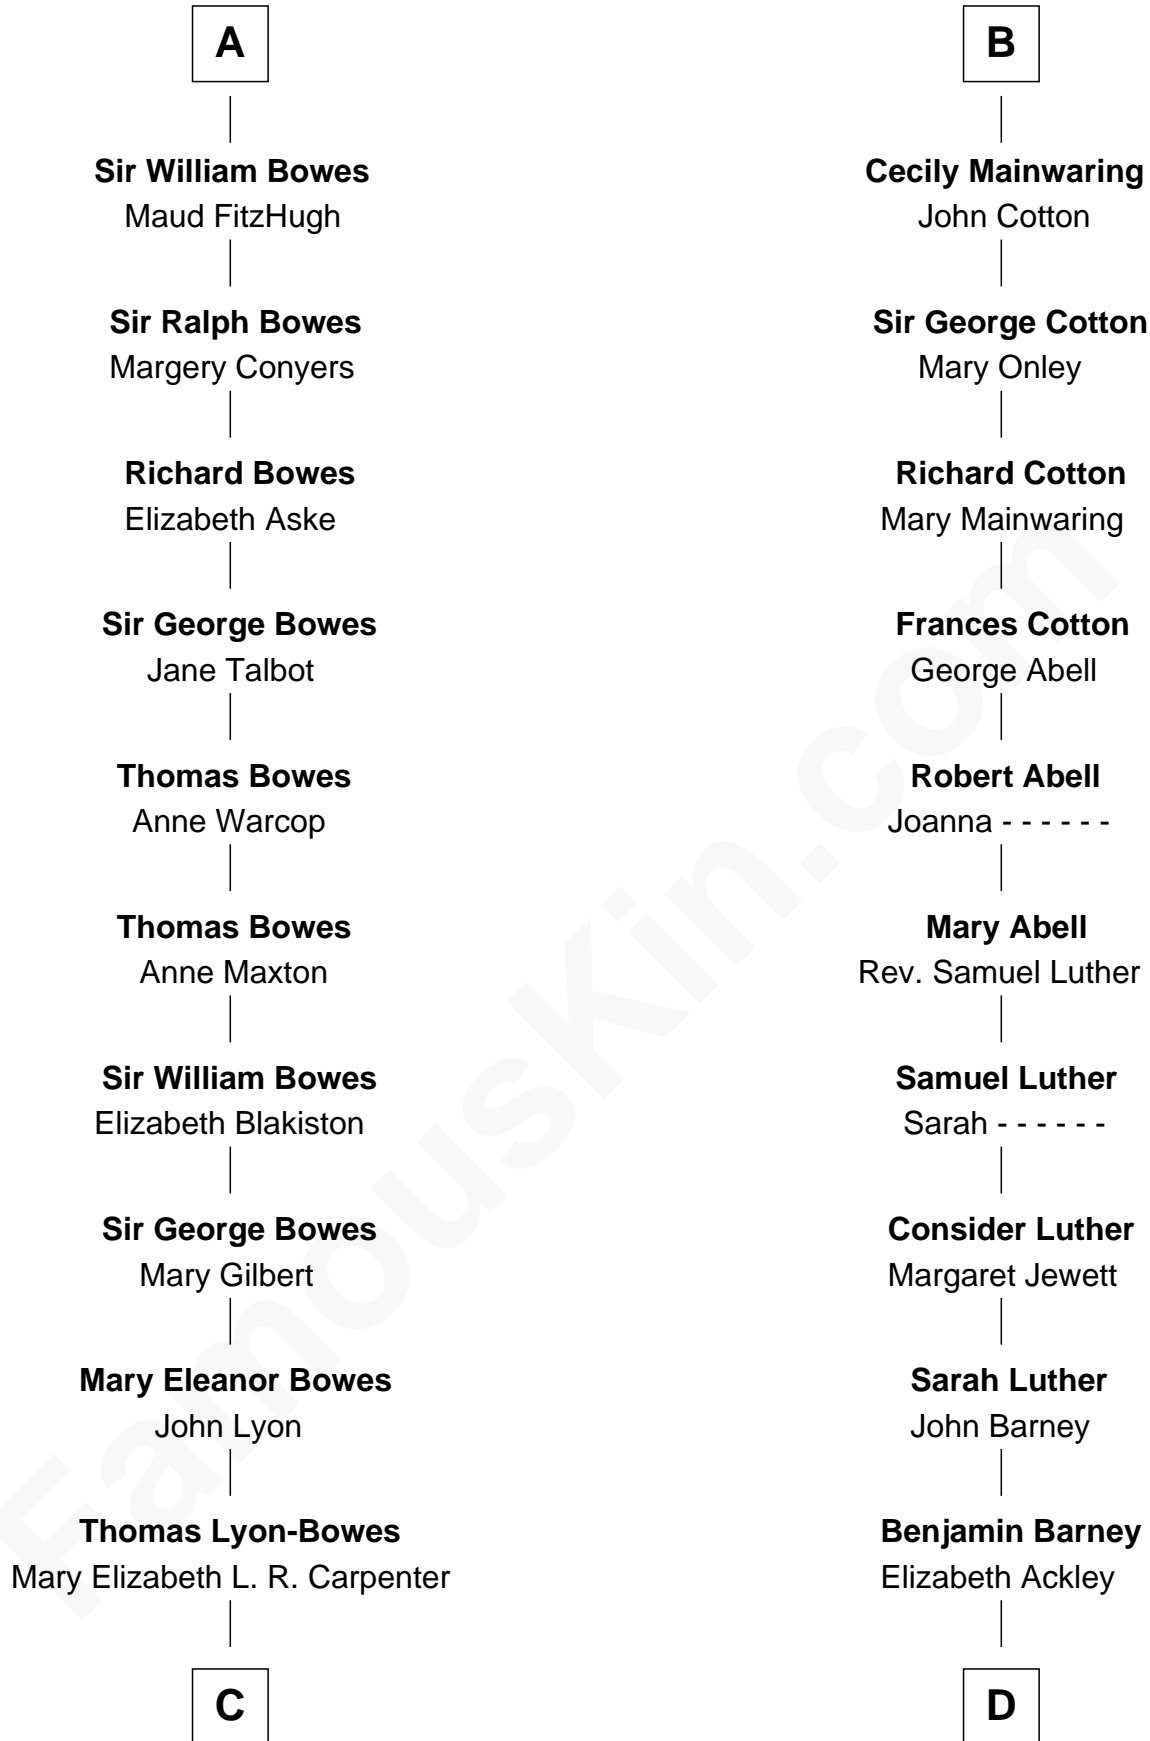 A
Sir William Bowes
Maud FitzHugh
Sir Ralph Bowes
Margery Conyers
Richard Bowes
Elizabeth Aske
Sir George Bowes
Jane Talbot
Thomas Bowes
Anne Warcop
Thomas Bowes
Anne Maxton
Sir William Bowes
Elizabeth Blakiston
Sir George Bowes
Mary Gilbert
Mary Eleanor Bowes
John Lyon
Thomas Lyon-Bowes
Mary Elizabeth L. R. Carpenter
C
B
Cecily Mainwaring
John Cotton
Sir George Cotton
Mary Onley
Richard Cotton
Mary Mainwaring
Frances Cotton
George Abell
Robert Abell
Joanna - - - - - -
Mary Abell
Rev. Samuel Luther
Samuel Luther
Sarah - - - - - -
Consider Luther
Margaret Jewett
Sarah Luther
John Barney
Benjamin Barney
Elizabeth Ackley
D
FamousKin.com